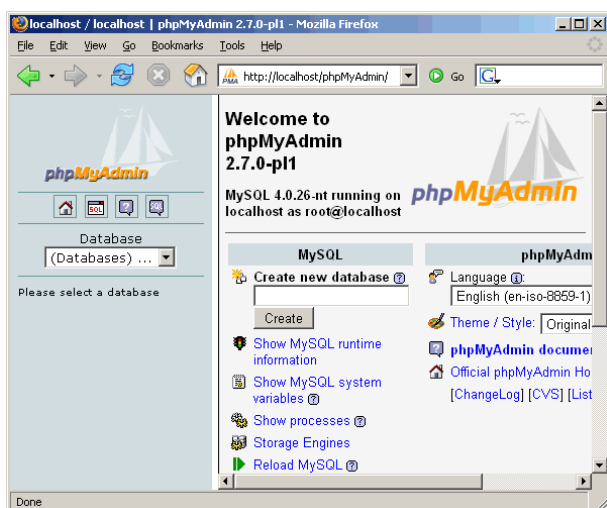 localhost / localhost | phpMyAdmin 2.7.0-pl1 - Mozilla Firefox
File Edit View Go Bookmarks Tools Help
http://localhost/phpMyAdmin/ Go G
phpMyAdmin
SQL
Database
(Databases) ...
Please select a database
Welcome to
phpMyAdmin
2.7.0-pl1
MySQL 4.0.26-nt running on
localhost as root@localhost
phpMyAdmin
MySQL
Create new database
Create
Show MySQL runtime
information
Show MySQL system
variables
Show processes
Storage Engines
Reload MySQL
phpMyAdm
Language :
English (en-iso-8859-1)
Theme / Style: Original
phpMyAdmin documen
Official phpMyAdmin Ho
[ChangeLog] [CVS] [List
Done